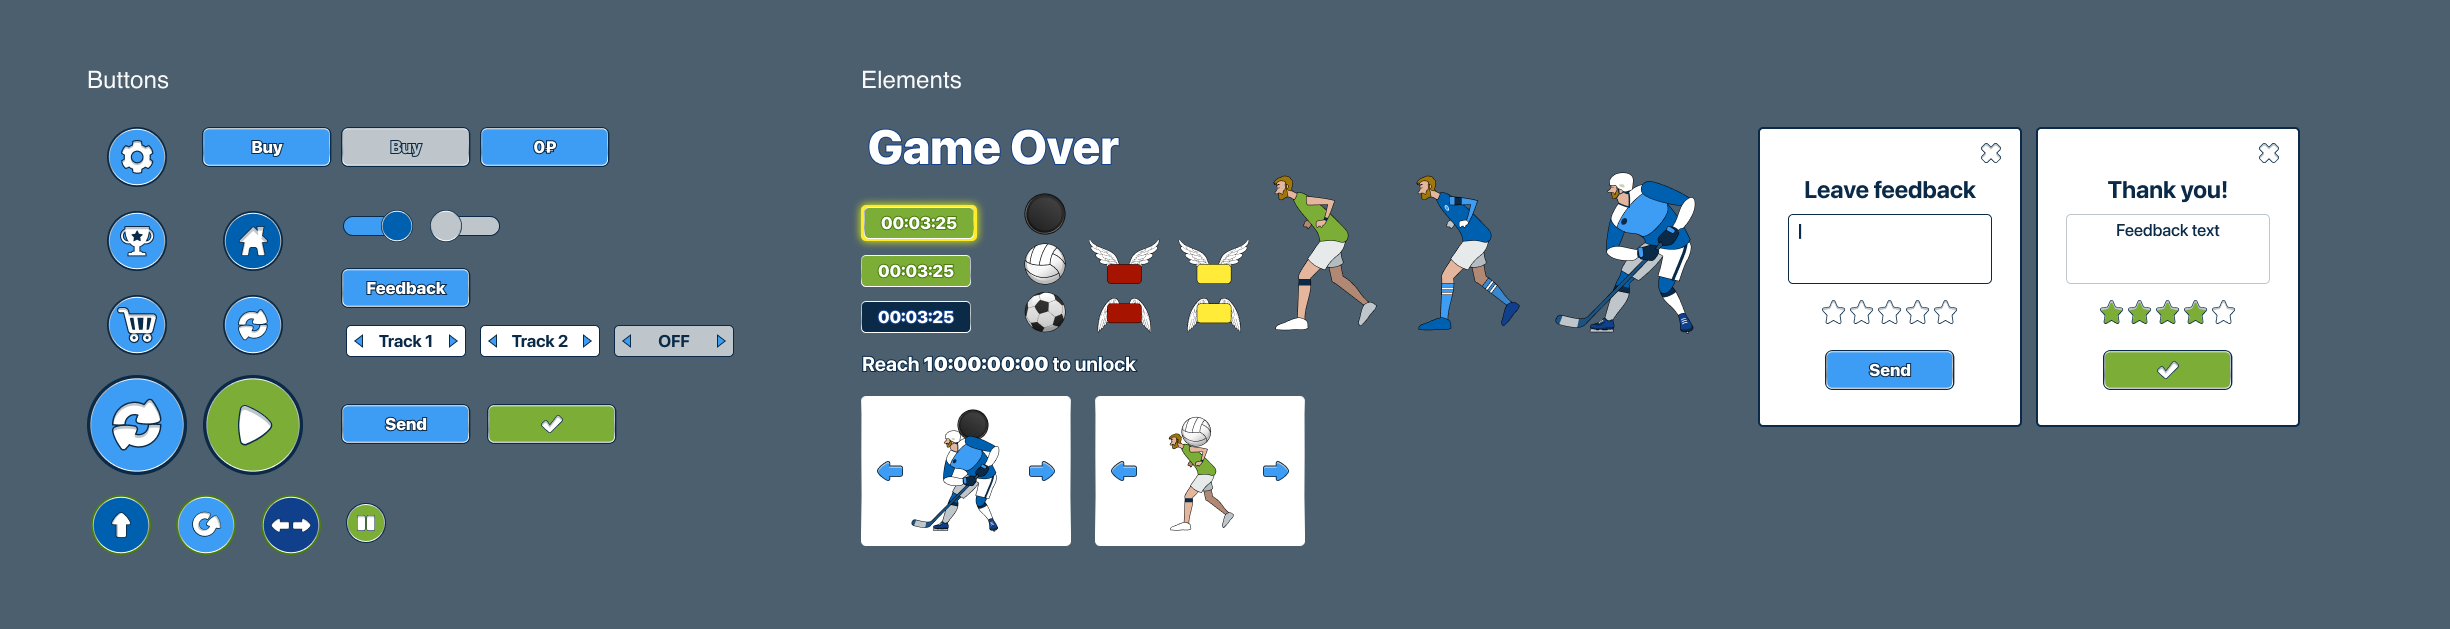 Buttons
Buy
Buy
0P
Feedback
Track 1
Track 2
OFF
Send
Elements
Game Over
00:03:25
00:03:25
00:03:25
Reach 10:00:00:00 to unlock
Leave feedback
Send
Thank you!
Feedback text